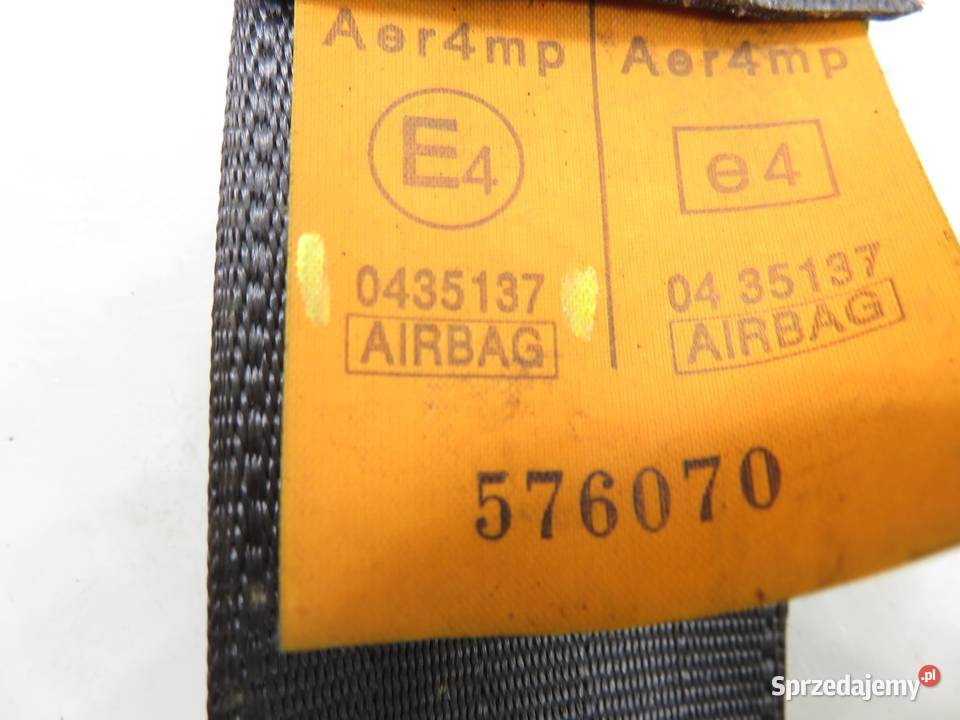 Aer4mp
E4
0435137
AIRBAG
Aer4mp
e4
04 35137
AIRBAG
576070
Sprzedajemy.pl